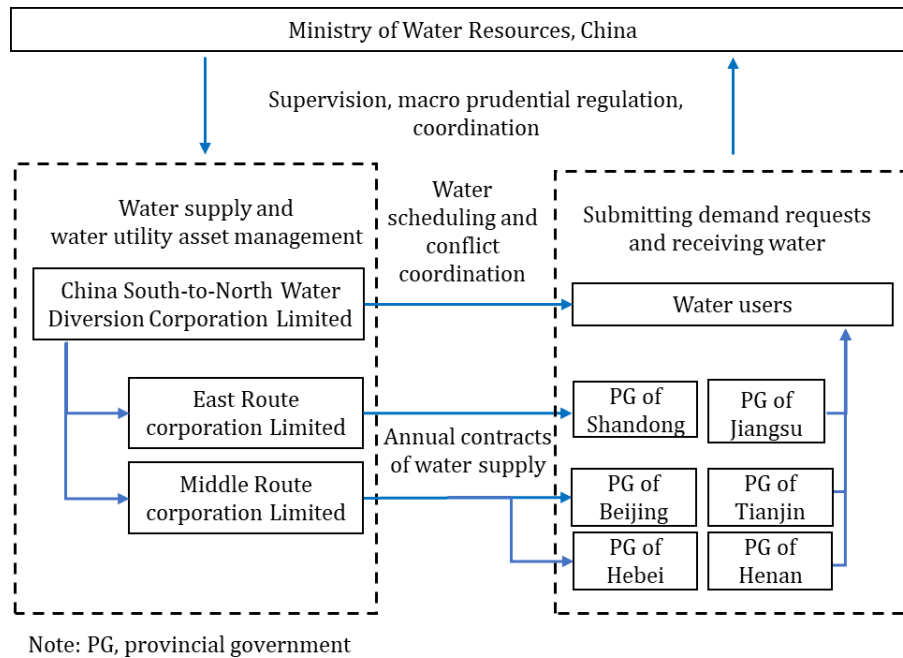 Ministry of Water Resources, China
Supervision, macro prudential regulation,
coordination
Water supply and
water utility asset management
Water
scheduling and
conflict
coordination
Submitting demand requests
and receiving water
China South-to-North Water
Diversion Corporation Limited
Water users
East Route
corporation Limited
PG of
Shandong
PG of
Jiangsu
Annual contracts
of water supply
Middle Route
corporation Limited
PG of
Beijing
PG of
Tianjin
PG of
Hebei
PG of
Henan
Note: PG, provincial government